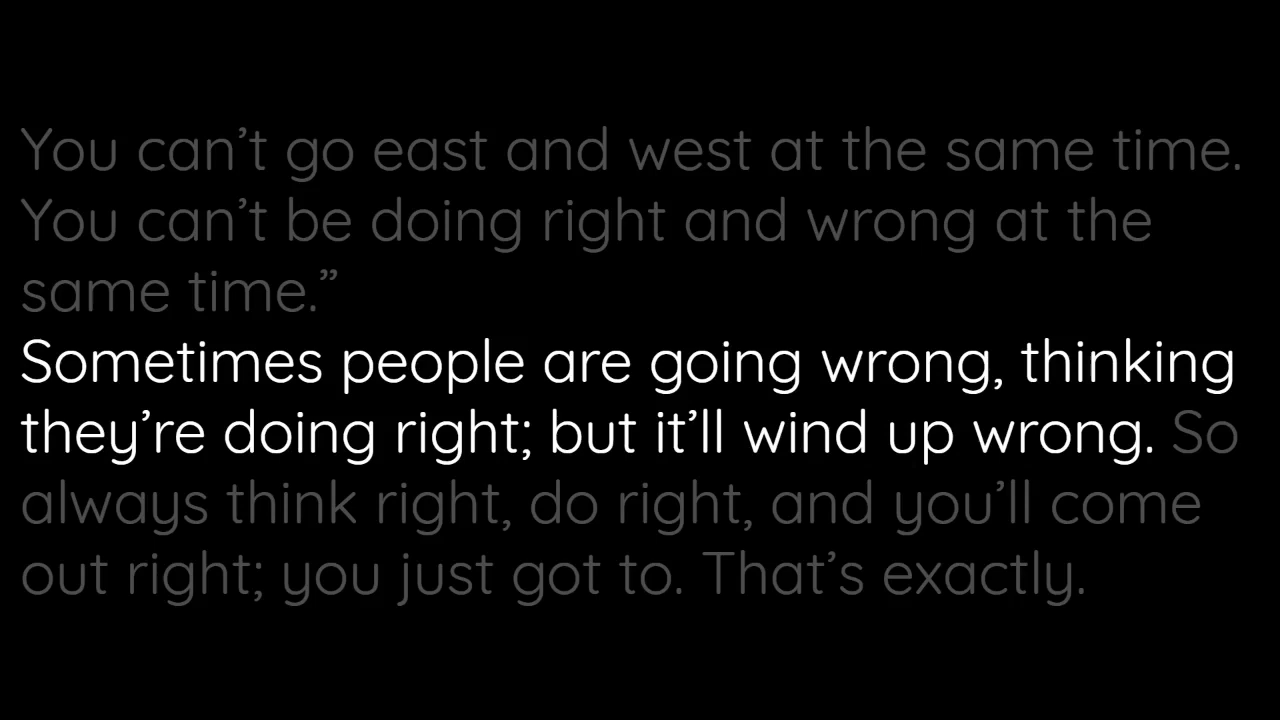 You can’t go east and west at the same time.
You can’t be doing right and wrong at the
same time.”
Sometimes people are going wrong, thinking
they’re doing right; but it’ll wind up wrong. So
always think right, do right, and you’ll come
out right; you just got to. That’s exactly.